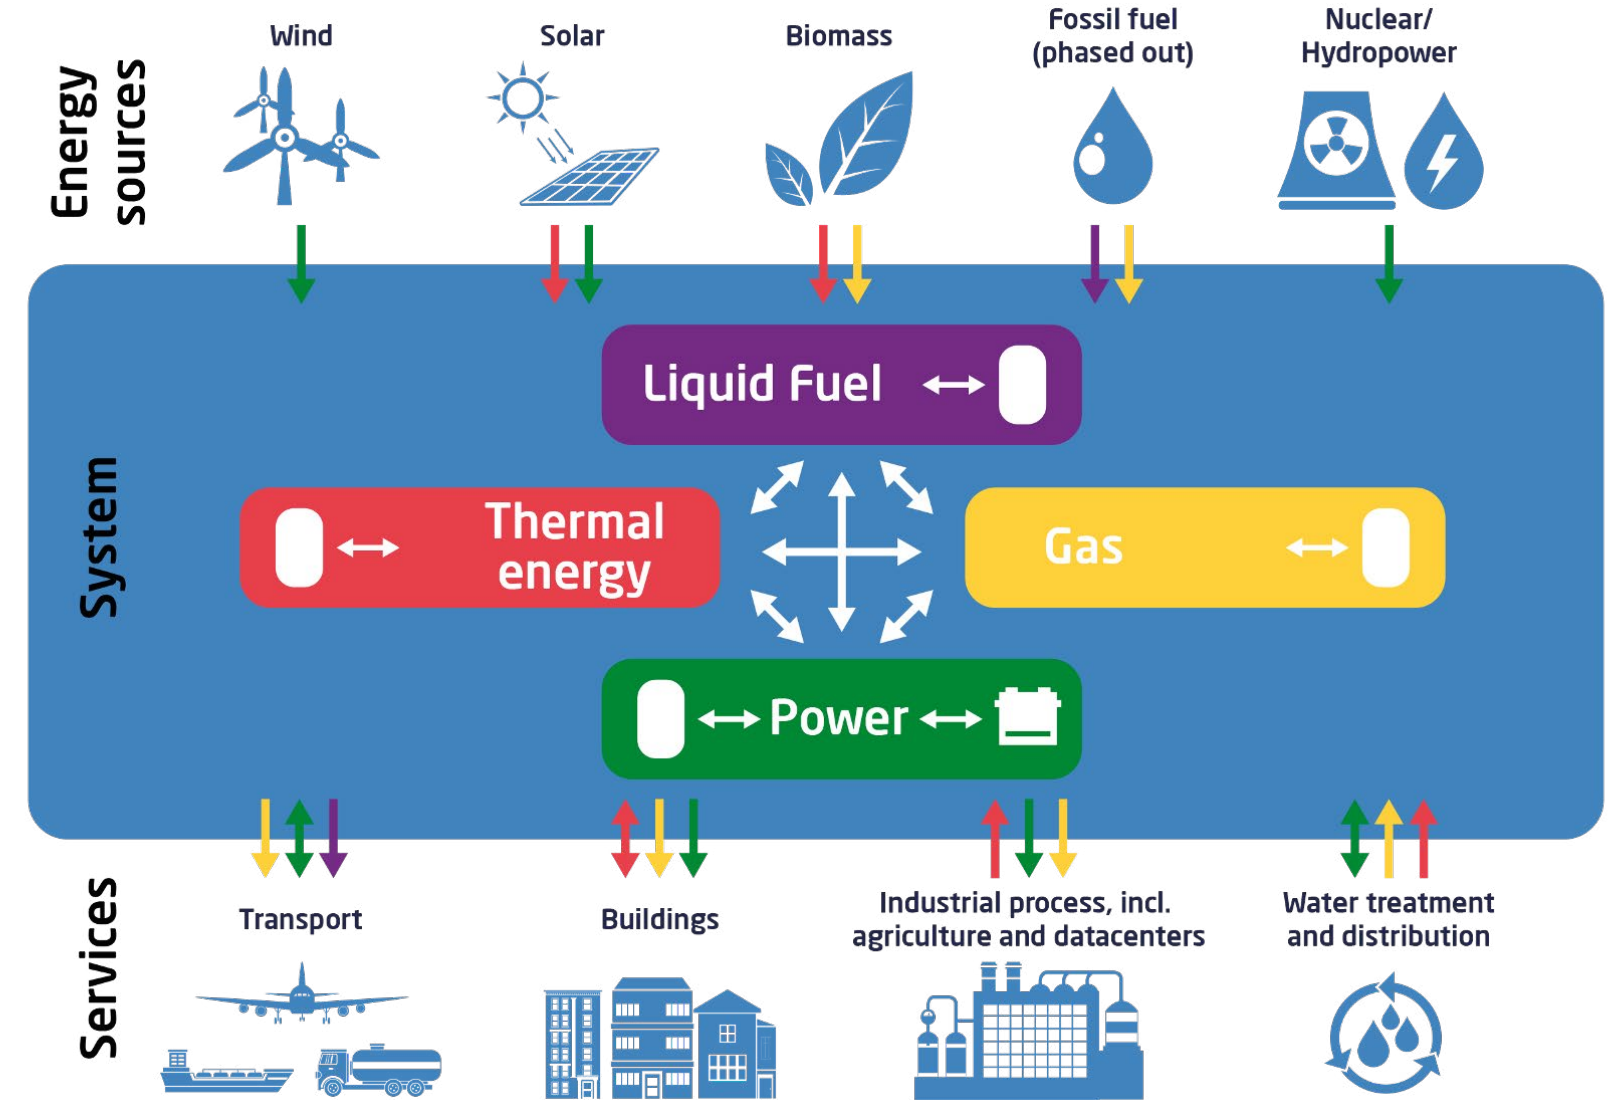 Energy
sources
Wind
Solar
Biomass
Fossil fuel
(phased out)
Nuclear/
Hydropower
System
Liquid Fuel
Thermal
energy
Gas
Power
Services
Transport
Buildings
Industrial process, incl.
agriculture and datacenters
Water treatment
and distribution